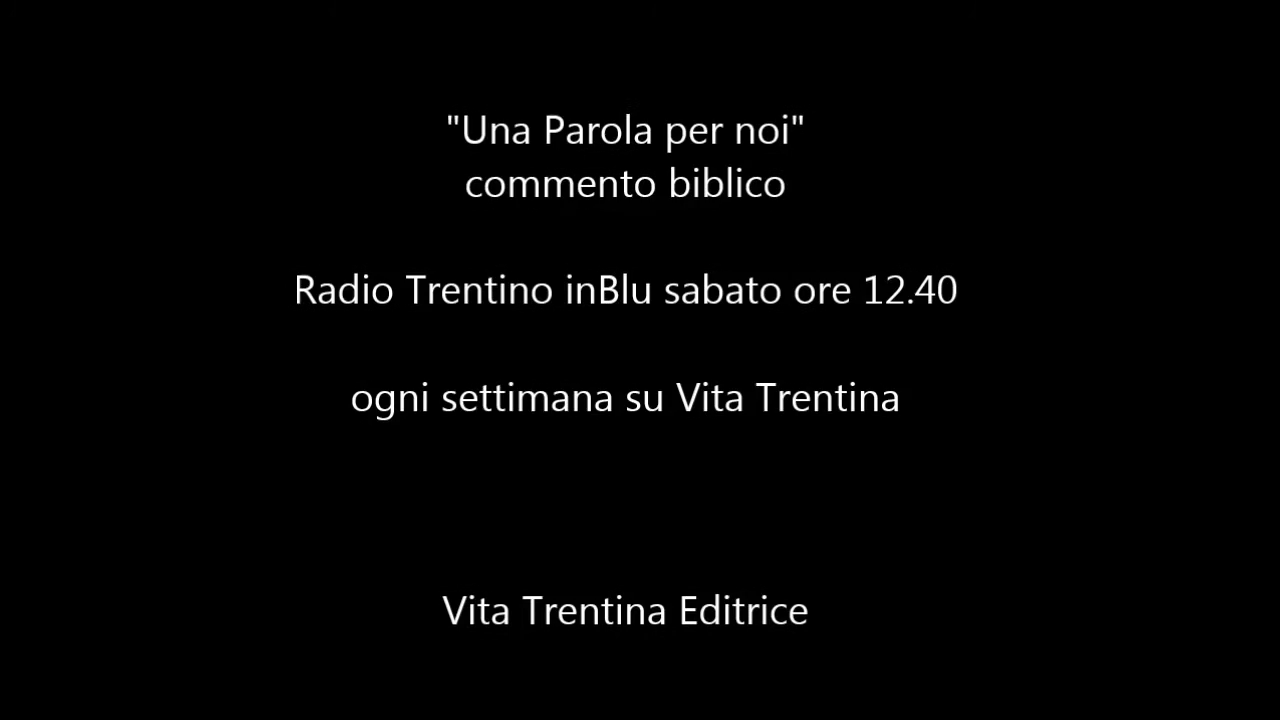 "Una Parola per noi"
commento biblico
Radio Trentino inBlu sabato ore 12.40
ogni settimana su Vita Trentina
Vita Trentina Editrice